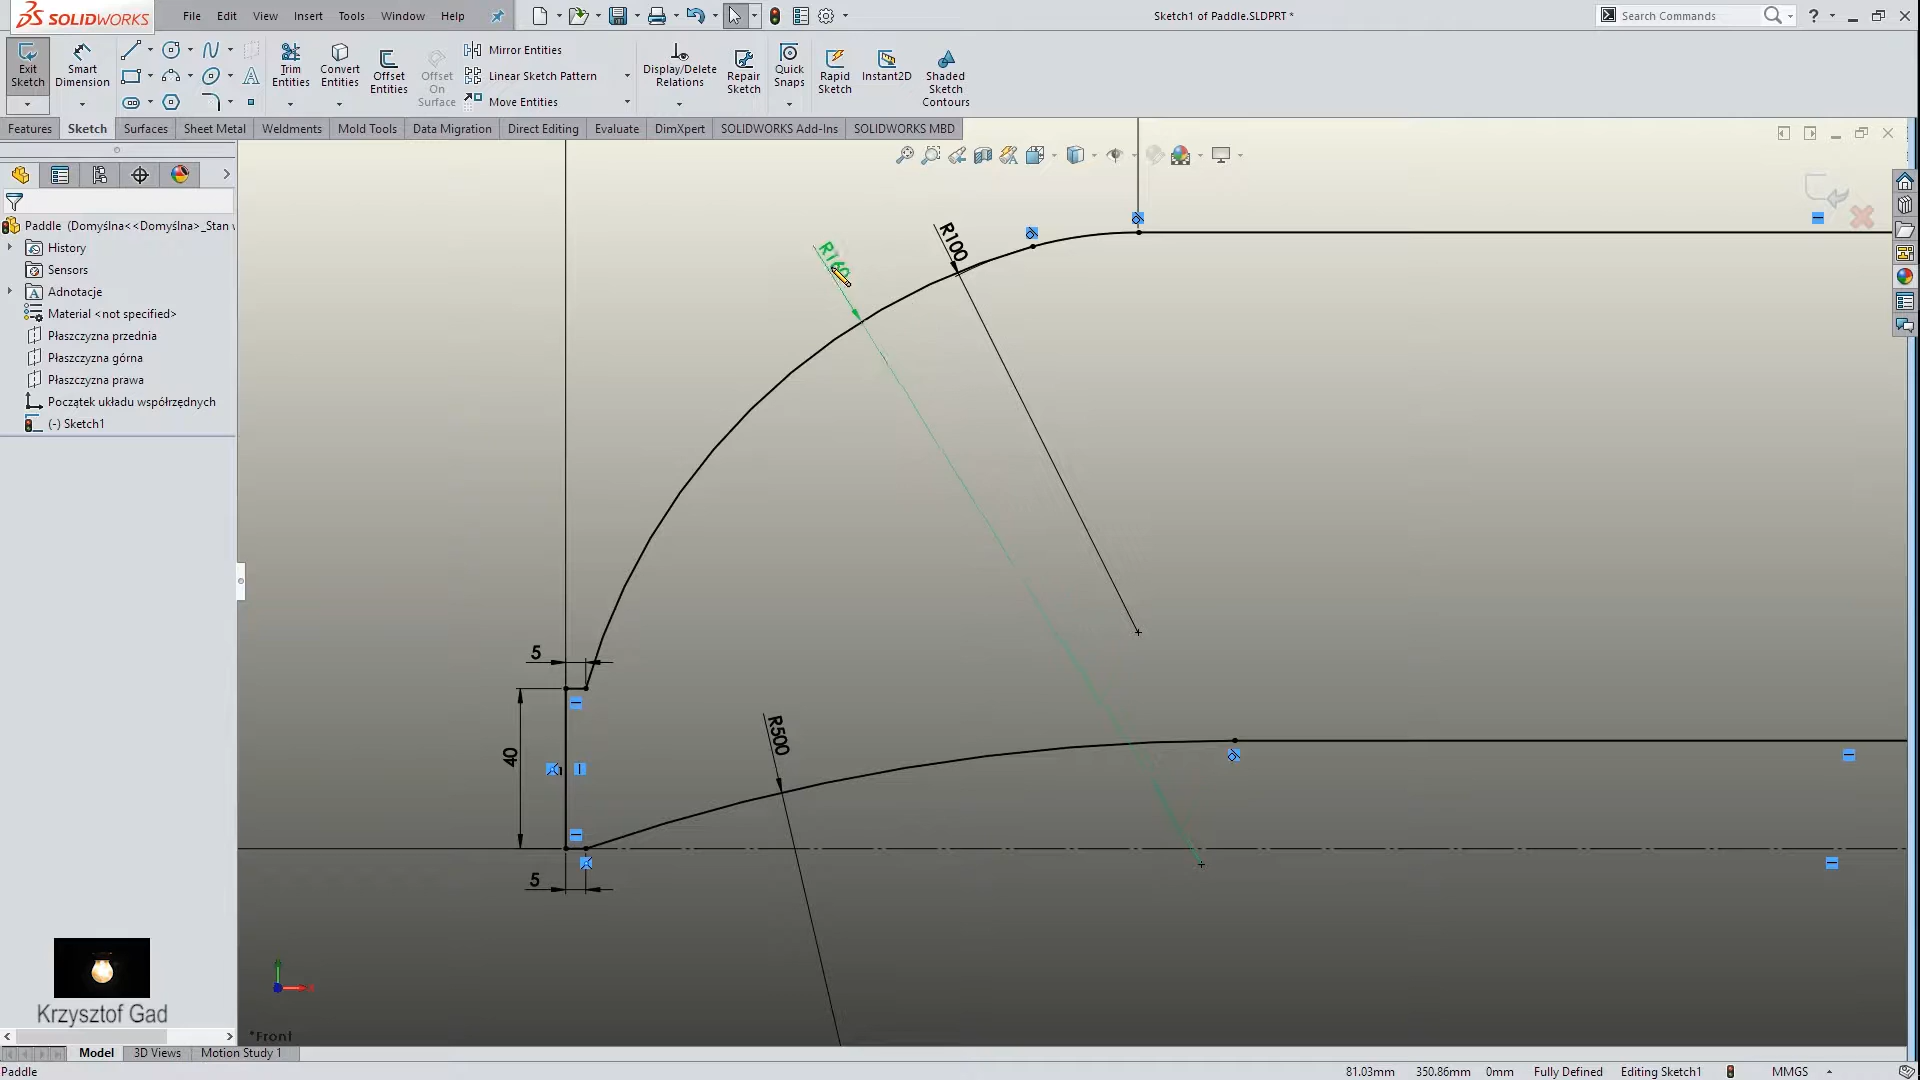 SOLIDWORKS
File Edit View Insert Tools Window Help
Sketch1 of Paddle.SLDPRT *
Search Commands
Exit Sketch
Smart Dimension
Trim Entities
Convert Entities
Offset Entities
Offset On Surface
Mirror Entities
Linear Sketch Pattern
Move Entities
Display/Delete Relations
Repair Sketch
Quick Snaps
Rapid Sketch
Instant2D
Shaded Sketch Contours
Features Sketch Surfaces Sheet Metal Weldments Mold Tools Data Migration Direct Editing Evaluate DimXpert SOLIDWORKS Add-Ins SOLIDWORKS MBD
Paddle (Domyślna<<Domyślna>_Stan
History
Sensors
Adnotacje
Material <not specified>
Płaszczyzna przednia
Płaszczyzna górna
Płaszczyzna prawa
Początek układu współrzędnych
(-) Sketch1
R160
R100
5
R500
40
5
Krzysztof Gad
*Front
Model 3D Views Motion Study 1
Paddle
81.03mm 350.86mm 0mm Fully Defined Editing Sketch1 MMGS